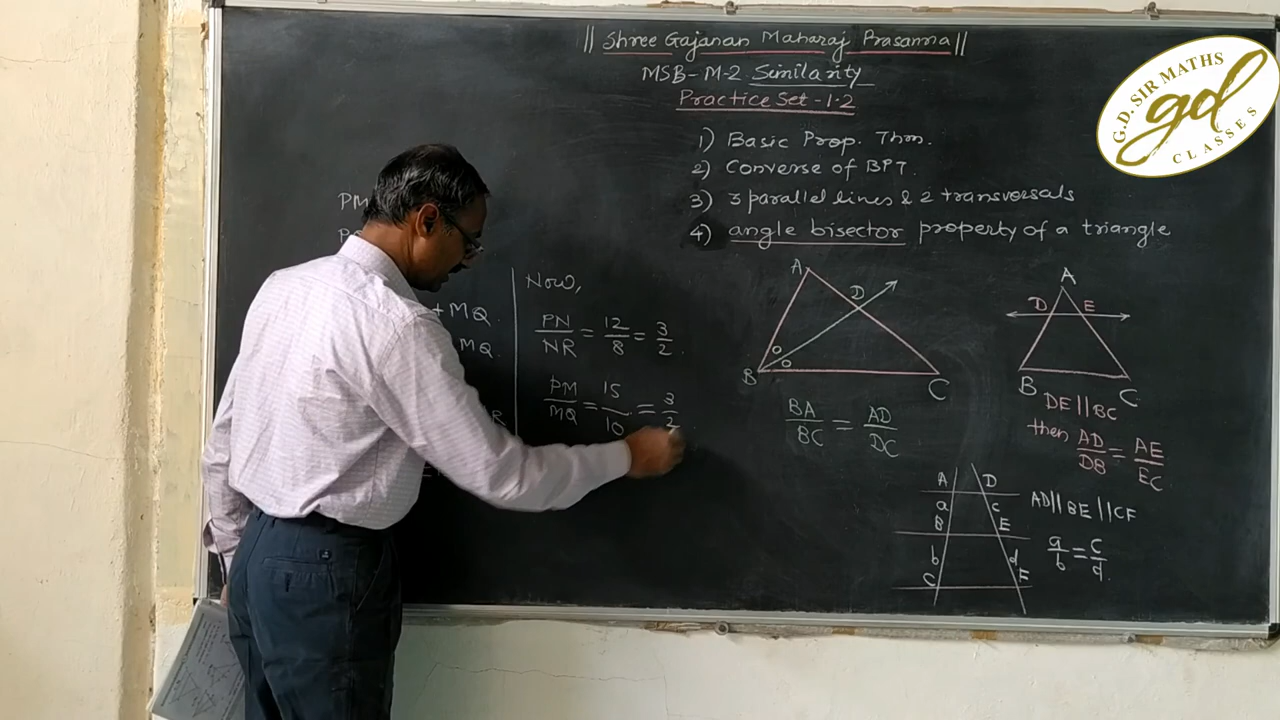 || Shree Gajanan Maharaj Prasanna ||
MSB - M-2 Similarity
Practice Set - 1.2
1) Basic Prop. Thm.
2) Converse of BPT.
3) 3 parallel lines & 2 transversals
4) angle bisector property of a triangle
PM
+ MQ
MQ.
R
Now,
PN/NR = 12/8 = 3/2.
PM/MQ = 15/10 = 3/2
A
D
B
C
BA/BC = AD/DC
A
D E
B C
DE || BC
then AD/DB = AE/EC
A D
a c
B E
b d
C F
AD || BE || CF
a/b = c/d.
G.D. SIR MATHS
gd
CLASSES